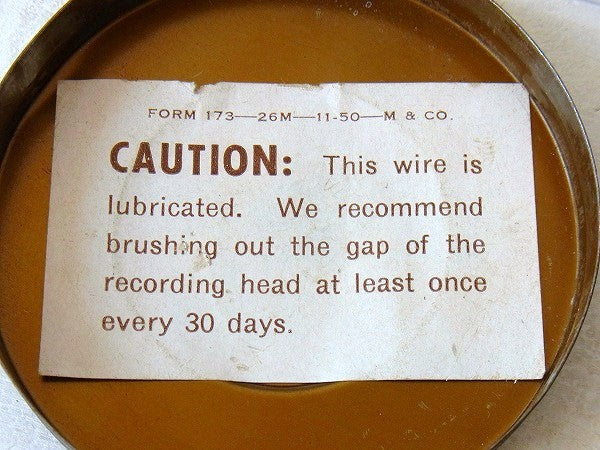 FORM 173—26M—11-50—M & CO.
CAUTION: This wire is
lubricated. We recommend
brushing out the gap of the
recording head at least once
every 30 days.